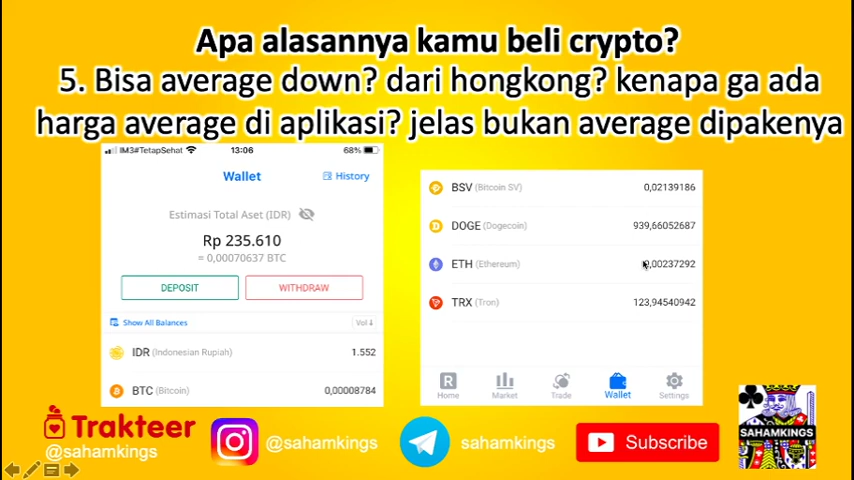 Apa alasannya kamu beli crypto?
5. Bisa average down? dari hongkong? kenapa ga ada
harga average di aplikasi? jelas bukan average dipakenya
IM3#TetapSehat 13:06 68%
Wallet History
Estimasi Total Aset (IDR)
Rp 235.610
= 0,00070637 BTC
DEPOSIT WITHDRAW
Show All Balances Vol↓
IDR (Indonesian Rupiah) 1.552
BTC (Bitcoin) 0,00008784
BSV (Bitcoin SV) 0,02139186
DOGE (Dogecoin) 939,66052687
ETH (Ethereum) 0,00237292
TRX (Tron) 123,94540942
Home Market Trade Wallet Settings
Trakteer
@sahamkings
@sahamkings
sahamkings
Subscribe
SAHAMKINGS